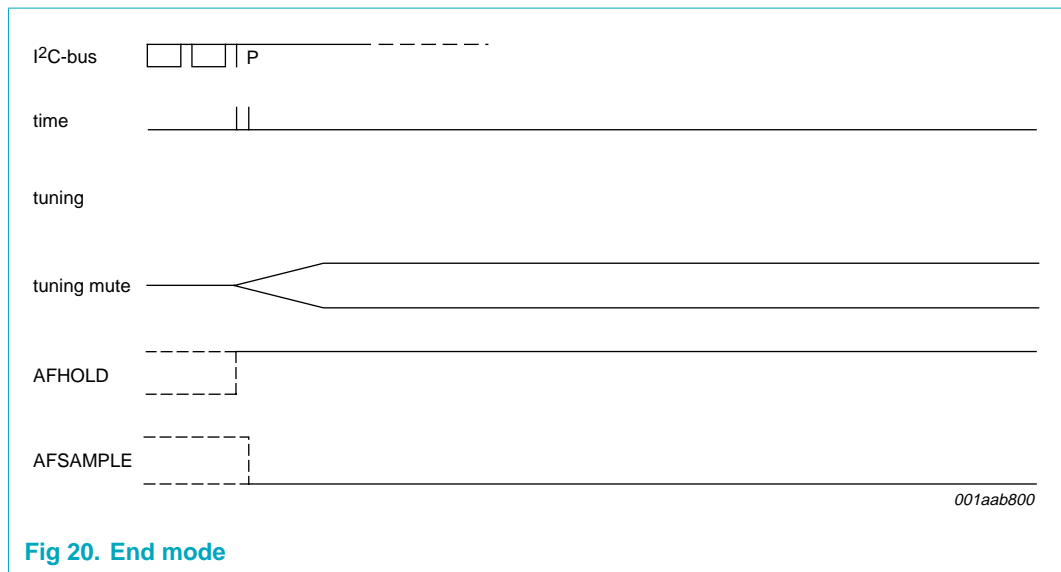 I²C-bus
P
time
tuning
tuning mute
AFHOLD
AFSAMPLE
001aab800
Fig 20. End mode